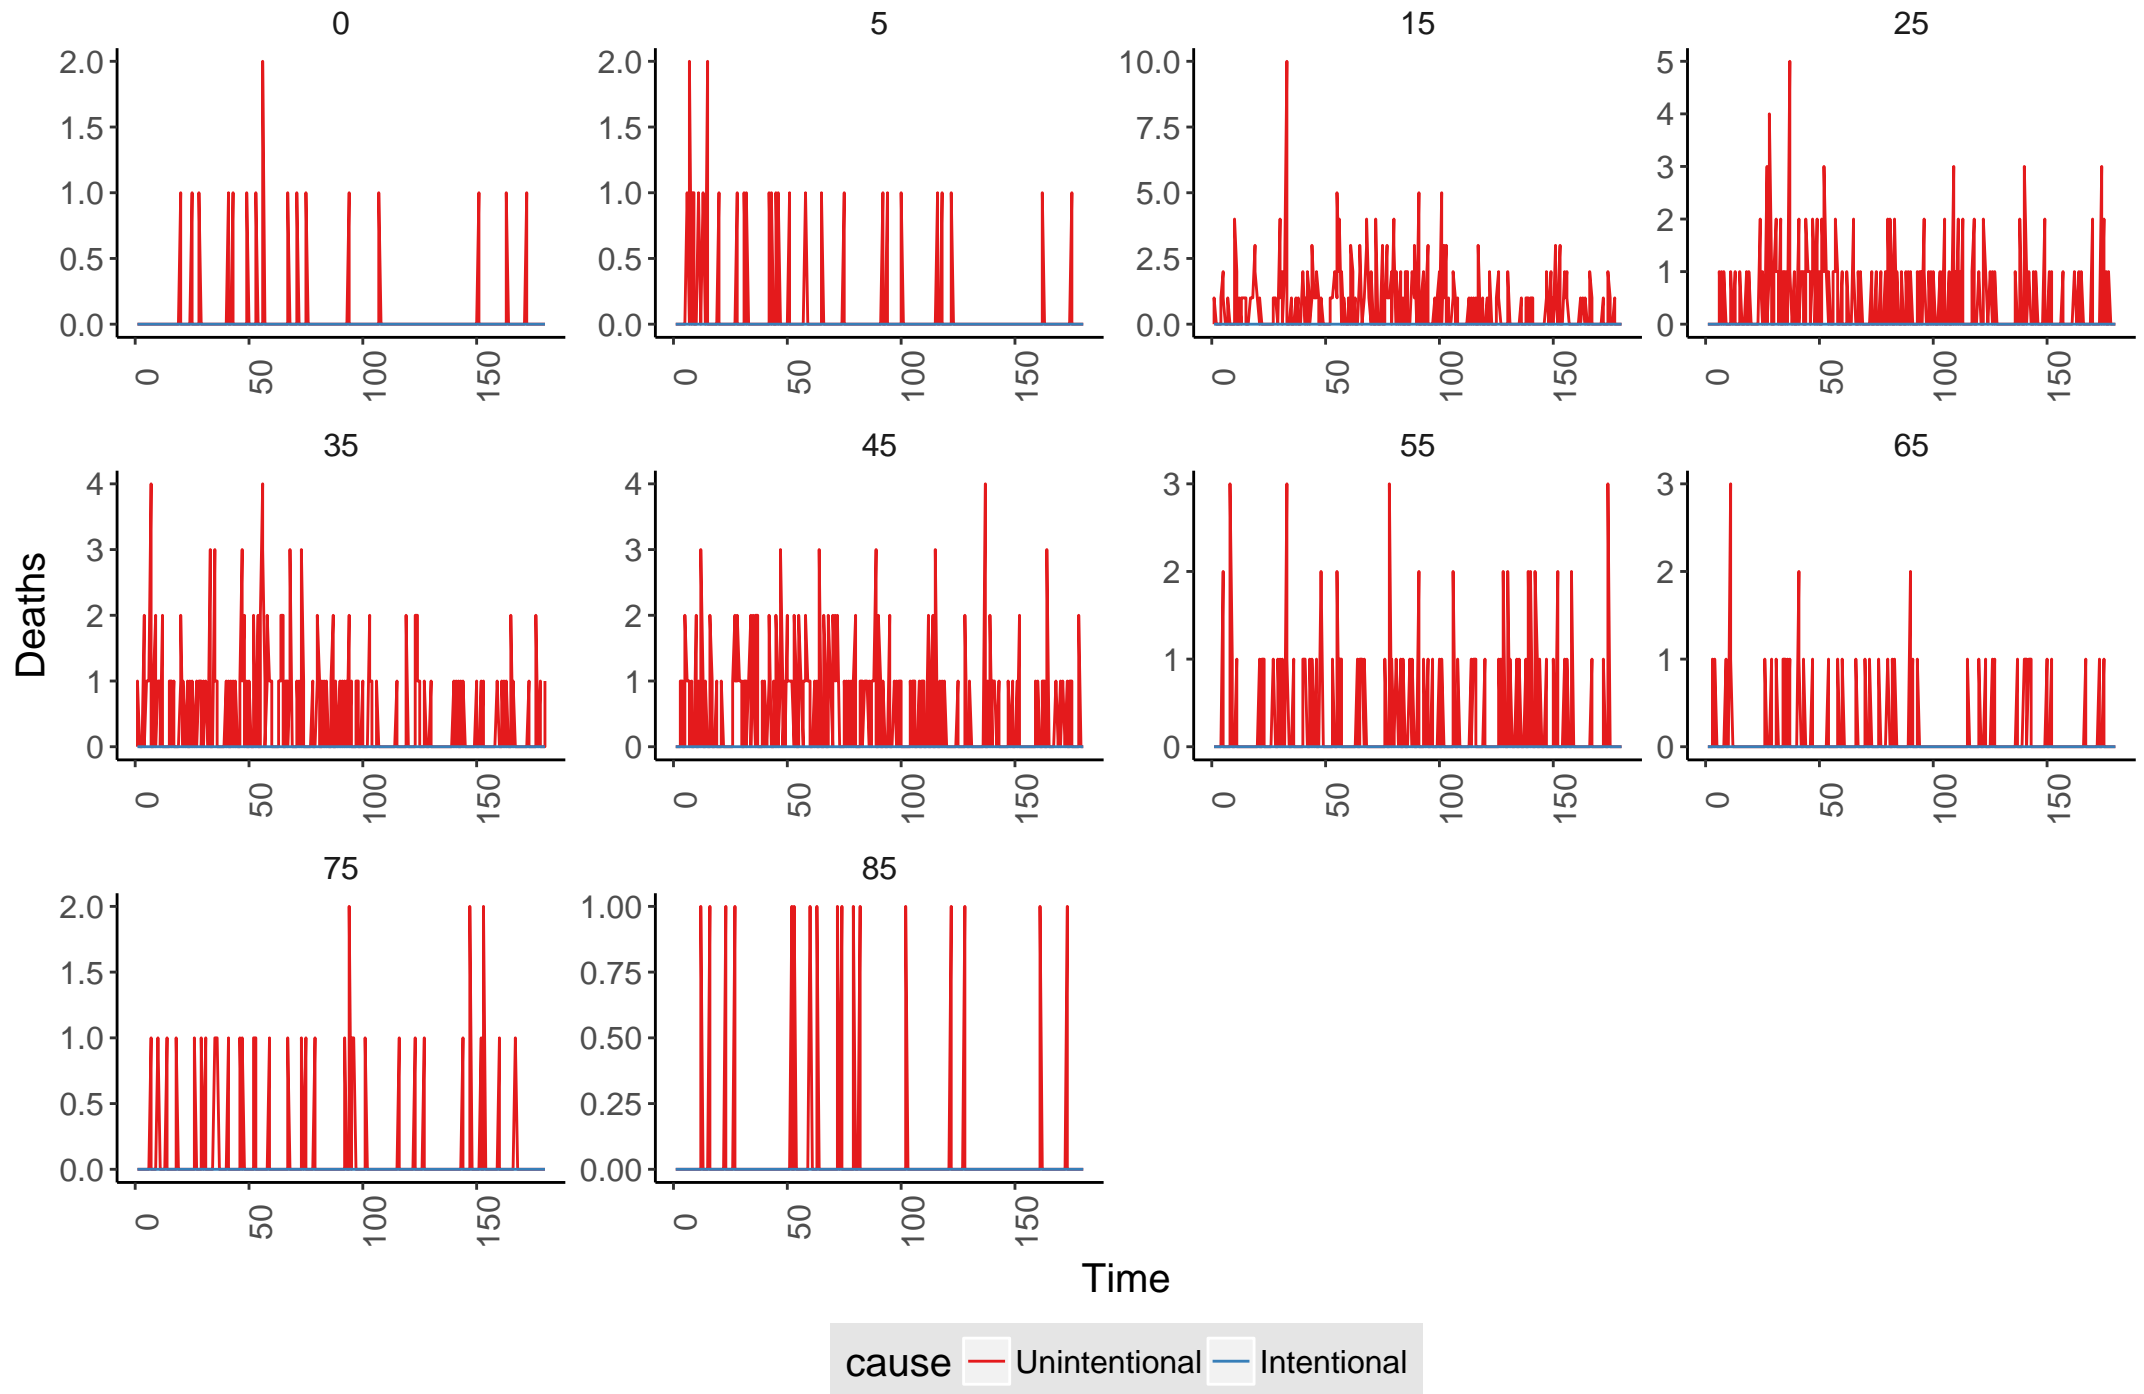 0 5 15 25
2.0 2.0 10.0 5
1.5 1.5 7.5 4
1.0 1.0 5.0 3
0.5 0.5 2.5 2
0.0 0.0 0.0 1
0
0 50 100 150 0 50 100 150 0 50 100 150 0 50 100 150
35 45 55 65
4 4 3 3
3 3 2 2
2 2 1 1
1 1 0 0
0 0
0 50 100 150 0 50 100 150 0 50 100 150 0 50 100 150
Deaths
75 85
2.0 1.00
1.5 0.75
1.0 0.50
0.5 0.25
0.0 0.00
0 50 100 150 0 50 100 150
Time
cause Unintentional Intentional